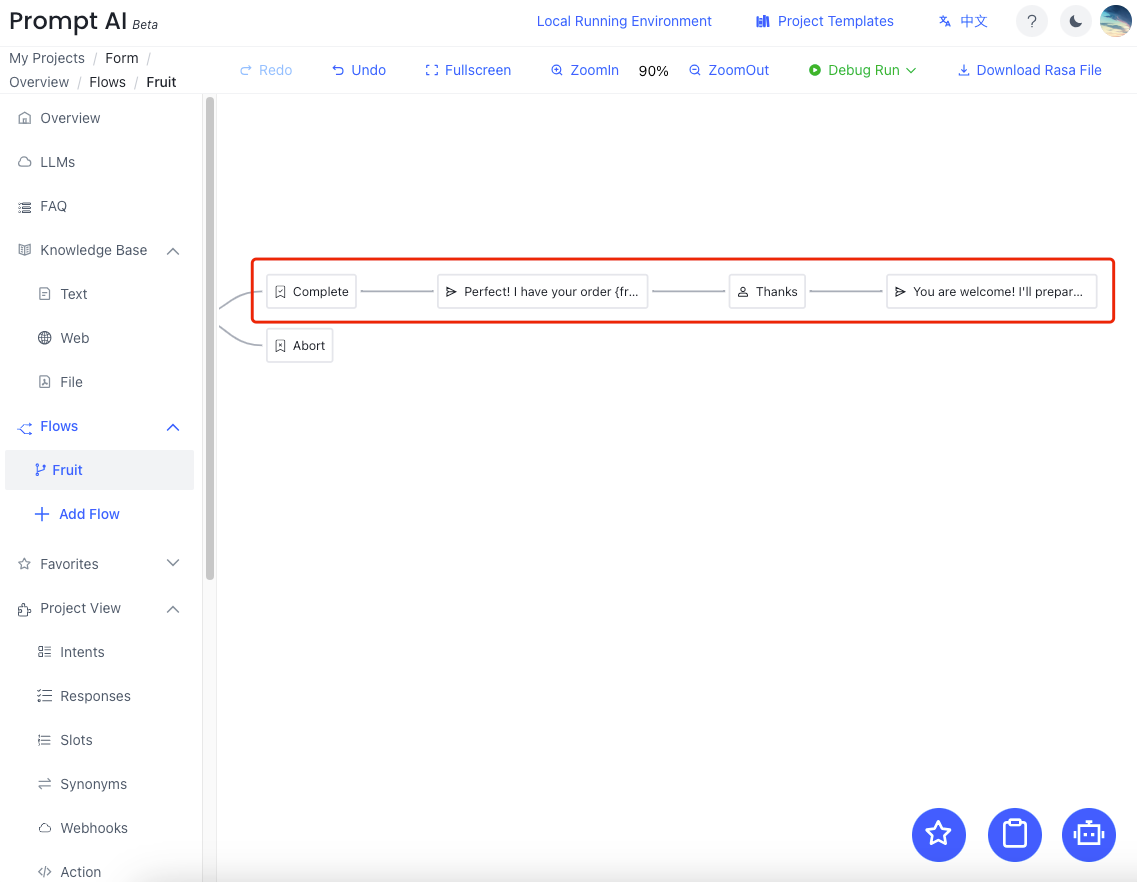 Prompt AI Beta
Local Running Environment
Project Templates
中文
?
My Projects / Form /
Overview / Flows / Fruit
Redo
Undo
Fullscreen
ZoomIn
90%
ZoomOut
Debug Run
Download Rasa File
Overview
LLMs
FAQ
Knowledge Base
Text
Web
File
Flows
Fruit
Add Flow
Favorites
Project View
Intents
Responses
Slots
Synonyms
Webhooks
Action
Complete
Perfect! I have your order {fr...
Thanks
You are welcome! I'll prepar...
Abort